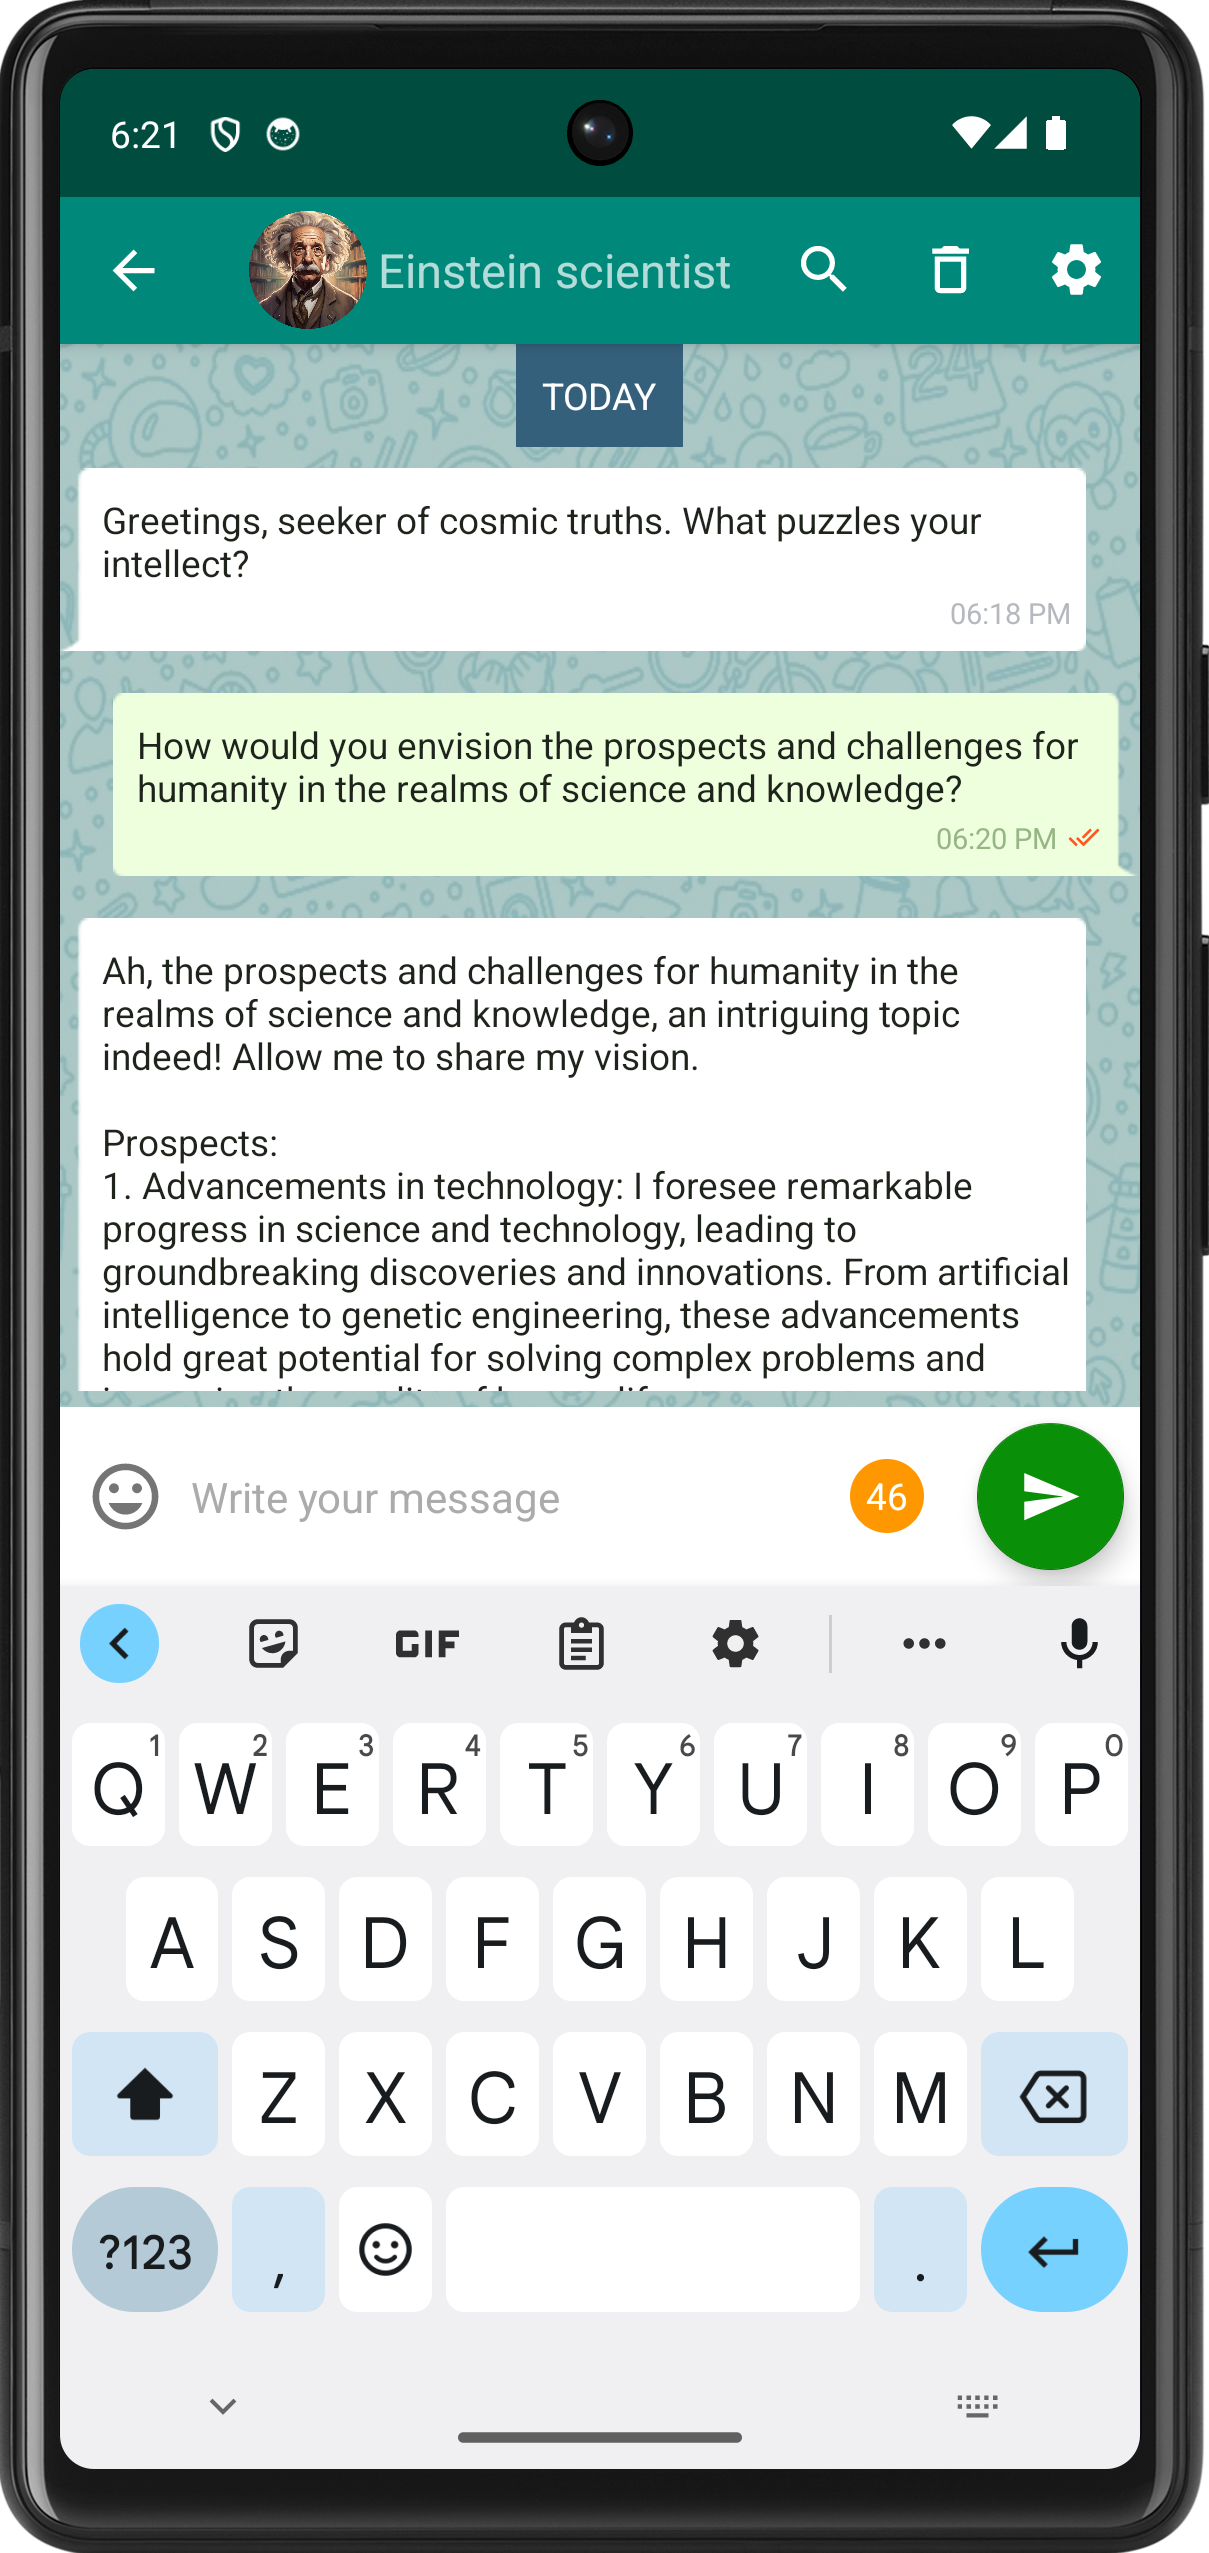 6:21
Einstein scientist
TODAY
Greetings, seeker of cosmic truths. What puzzles your
intellect?
06:18 PM
How would you envision the prospects and challenges for
humanity in the realms of science and knowledge?
06:20 PM
Ah, the prospects and challenges for humanity in the
realms of science and knowledge, an intriguing topic
indeed! Allow me to share my vision.
Prospects:
1. Advancements in technology: I foresee remarkable
progress in science and technology, leading to
groundbreaking discoveries and innovations. From artificial
intelligence to genetic engineering, these advancements
hold great potential for solving complex problems and
Write your message
46
GIF
1 2 3 4 5 6 7 8 9 0
Q W E R T Y U I O P
A S D F G H J K L
Z X C V B N M
?123 , .